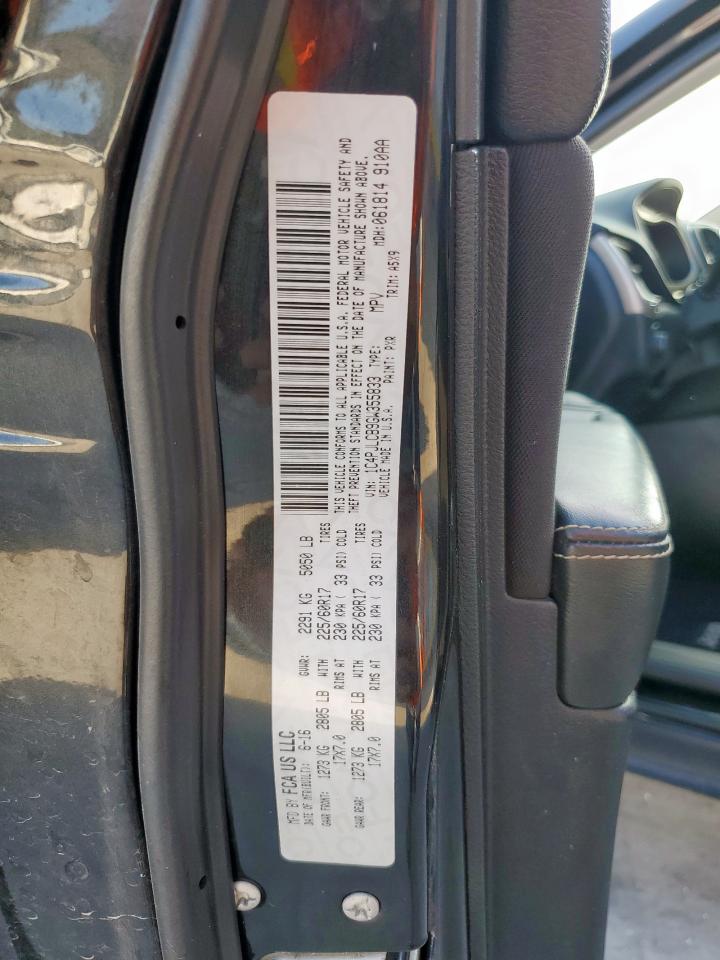 MFD BY FCA US LLC
DATE OF MFR(BUILT): 6-16 GVWR: 2291 KG 5050 LB
GAWR FRONT: 1273 KG 2805 LB WITH 225/60R17 TIRES
17X7.0 RIMS AT 230 KPA ( 33 PSI) COLD
GAWR REAR: 1273 KG 2805 LB WITH 225/60R17 TIRES
17X7.0 RIMS AT 230 KPA ( 33 PSI) COLD
THIS VEHICLE CONFORMS TO ALL APPLICABLE U.S.A. FEDERAL MOTOR VEHICLE SAFETY AND
THEFT PREVENTION STANDARDS IN EFFECT ON THE DATE OF MANUFACTURE SHOWN ABOVE.
VIN: 1C4PJLCB9GW355833 TYPE: MPV MDH:061814 910AA
VEHICLE MADE IN U.S.A. PAINT: PXR TRIM: A5X9